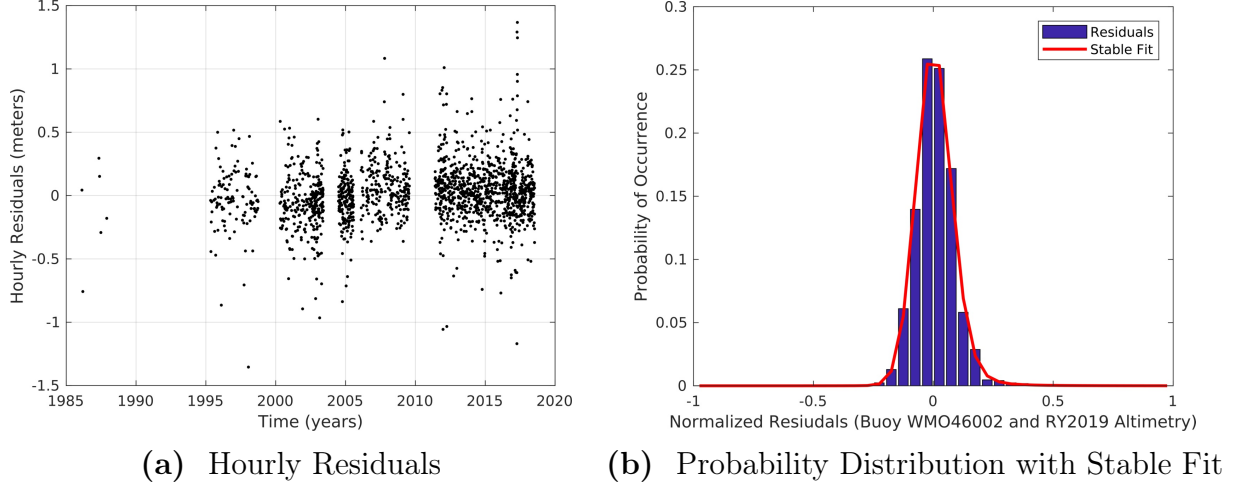 Hourly Residuals (meters)
1.5
1
0.5
0
-0.5
-1
-1.5
1985 1990 1995 2000 2005 2010 2015 2020
Time (years)
(a) Hourly Residuals
Probability of Occurrence
0.3
0.25
0.2
0.15
0.1
0.05
0
Residuals
Stable Fit
-1 -0.5 0 0.5 1
Normalized Resiudals (Buoy WMO46002 and RY2019 Altimetry)
(b) Probability Distribution with Stable Fit